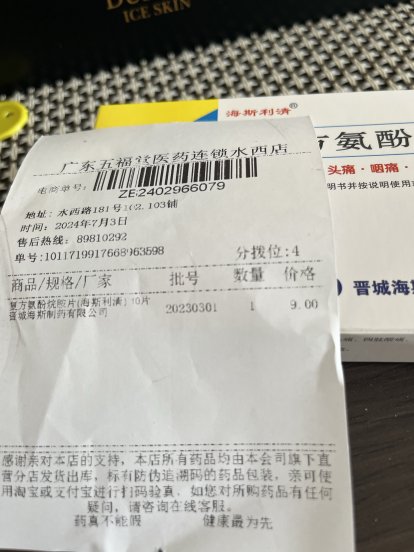 ICE SKIN
海斯利清®
方氨酚
头痛·咽痛·
明书并按说明使用
晋城海
广东五福堂医药连锁水西店
电商单号:
ZB2402966079
地址: 水西路181号102.103铺
时间: 2024年7月3日
售后热线: 89810292
单号:1011719917668963598
分拨位:4
商品/规格/厂家 批号 数量 价格
复方氨酚烷胺片(海斯利清)10片 20230301 1 9.00
晋城海斯制药有限公司
感谢亲对本店的支持，本店所有药品均由本公司旗下直
营分店发货出库，标有防伪追溯码的药品包装，亲可使
用淘宝或支付宝进行扫码验真，如您对所购药品有任何
疑问，请咨询在线客服。
药真不能假 健康最为先